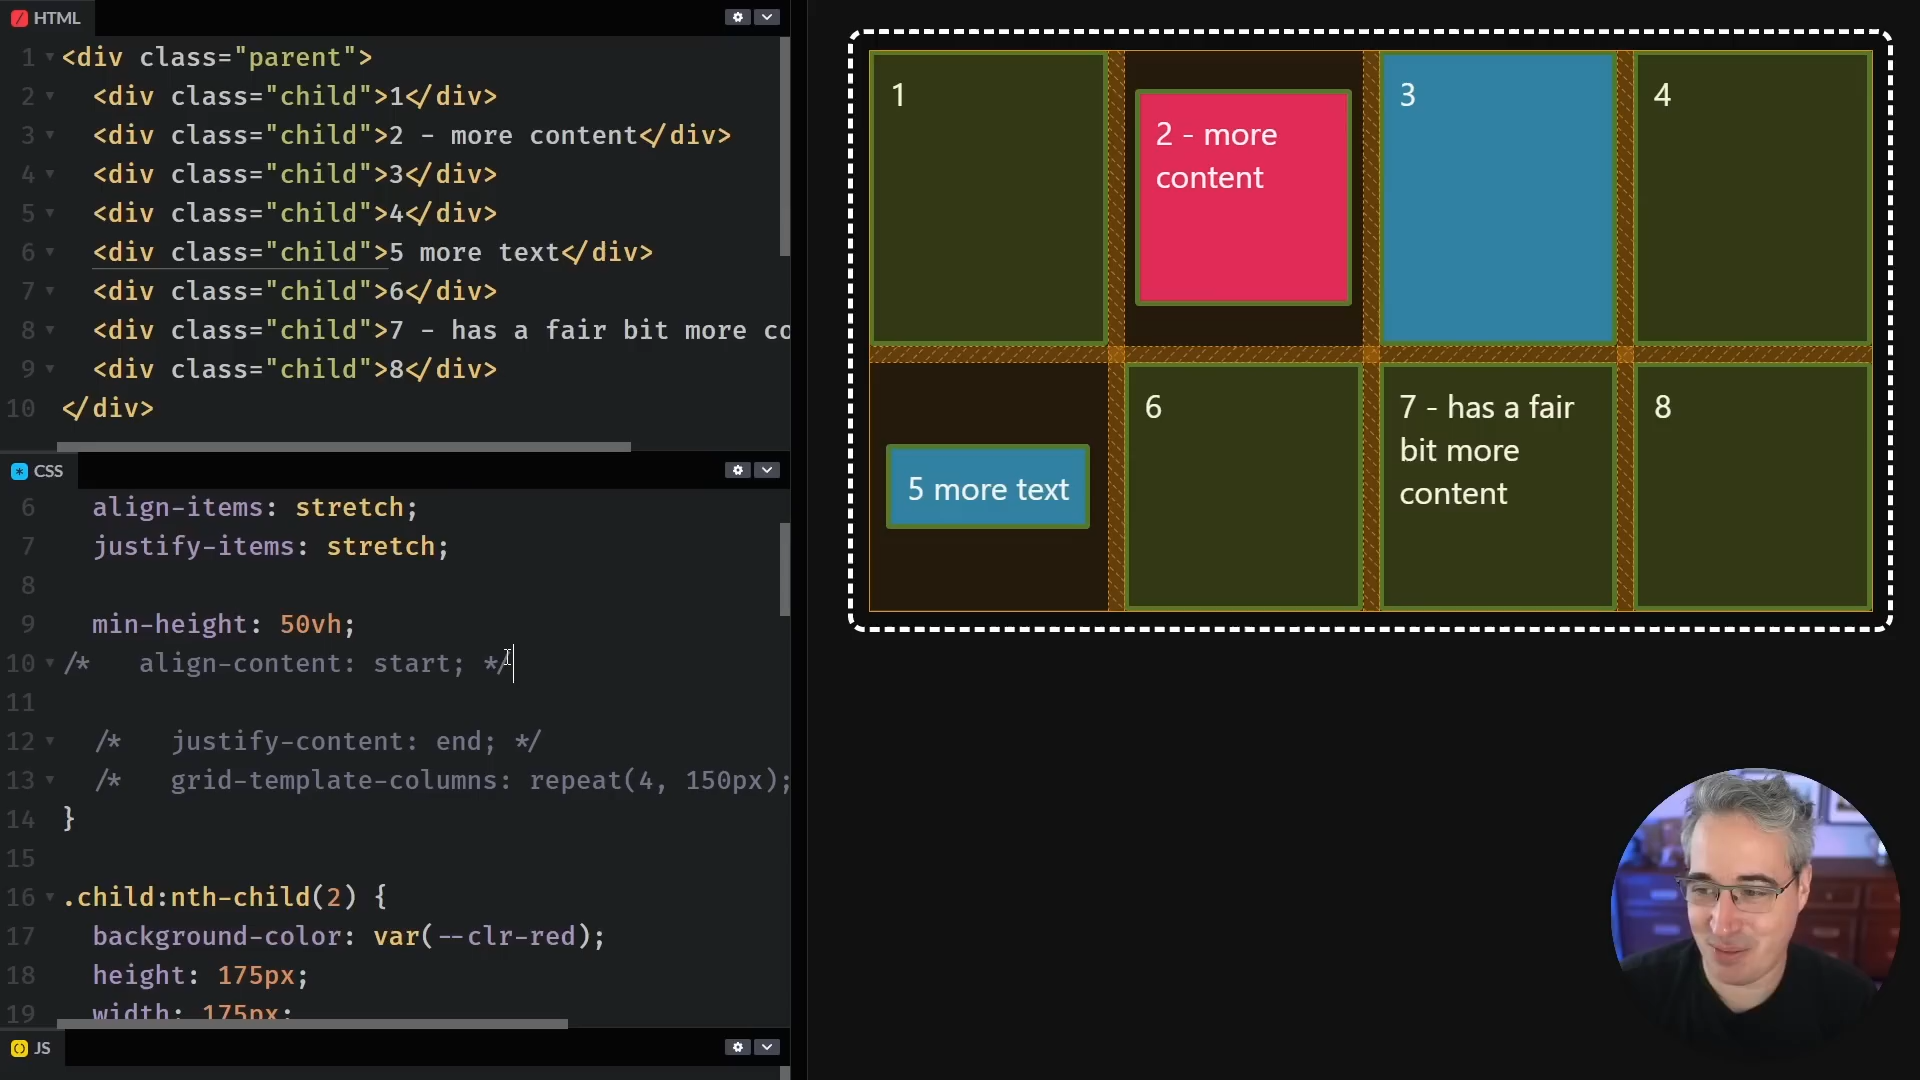 HTML
1 <div class="parent">
2 <div class="child">1</div>
3 <div class="child">2 - more content</div>
4 <div class="child">3</div>
5 <div class="child">4</div>
6 <div class="child">5 more text</div>
7 <div class="child">6</div>
8 <div class="child">7 - has a fair bit more co
9 <div class="child">8</div>
10 </div>
CSS
6 align-items: stretch;
7 justify-items: stretch;
8
9 min-height: 50vh;
10 /* align-content: start; */
11
12 /* justify-content: end; */
13 /* grid-template-columns: repeat(4, 150px);
14 }
15
16 .child:nth-child(2) {
17 background-color: var(--clr-red);
18 height: 175px;
19 width: 175px;
JS
1
2 - more
content
3
4
5 more text
6
7 - has a fair
bit more
content
8